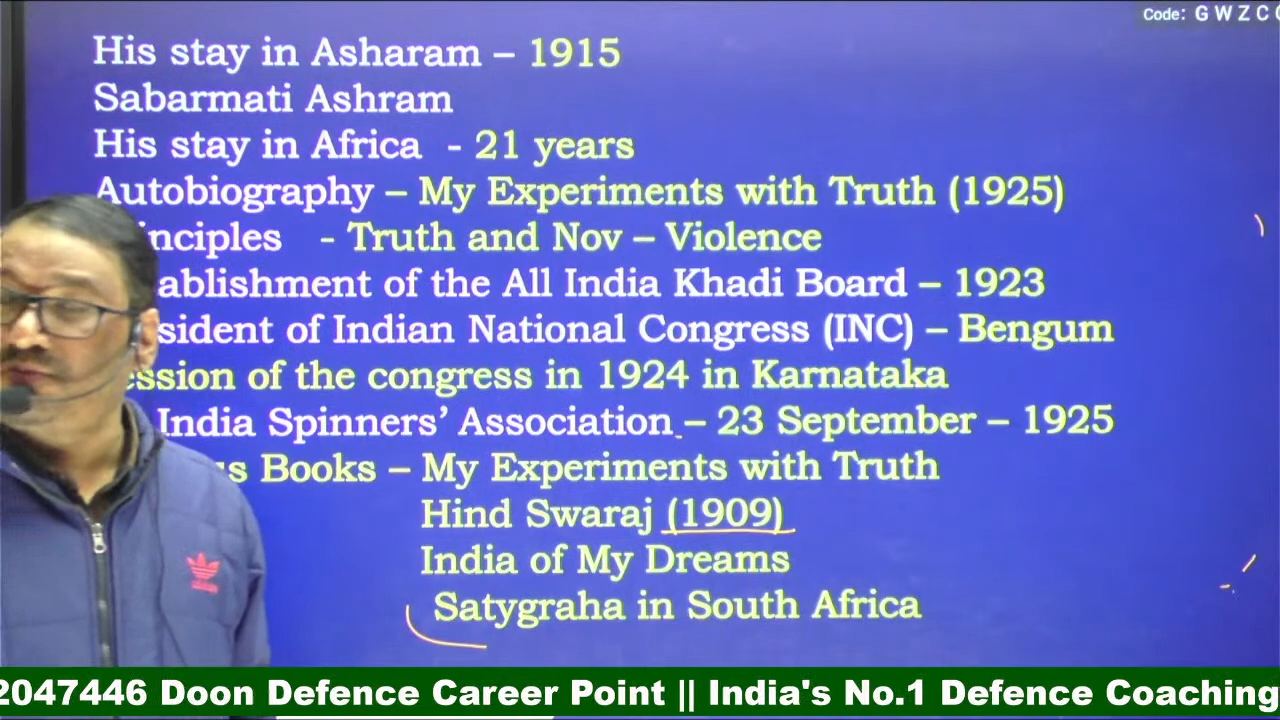 Code: G W Z C
His stay in Asharam – 1915
Sabarmati Ashram
His stay in Africa - 21 years
Autobiography – My Experiments with Truth (1925)
inciples - Truth and Nov – Violence
ablishment of the All India Khadi Board – 1923
sident of Indian National Congress (INC) – Bengum
ession of the congress in 1924 in Karnataka
India Spinners’ Association – 23 September – 1925
s Books – My Experiments with Truth
Hind Swaraj (1909)
India of My Dreams
Satygraha in South Africa
2047446 Doon Defence Career Point || India's No.1 Defence Coaching